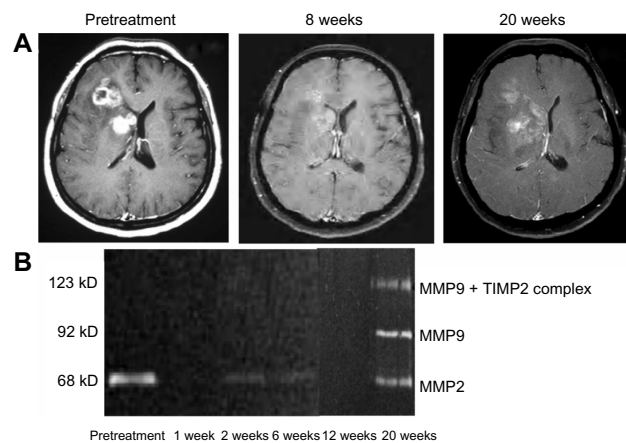 Pretreatment 8 weeks 20 weeks
A
B
123 kD MMP9 + TIMP2 complex
92 kD MMP9
68 kD MMP2
Pretreatment 1 week 2 weeks 6 weeks 12 weeks 20 weeks